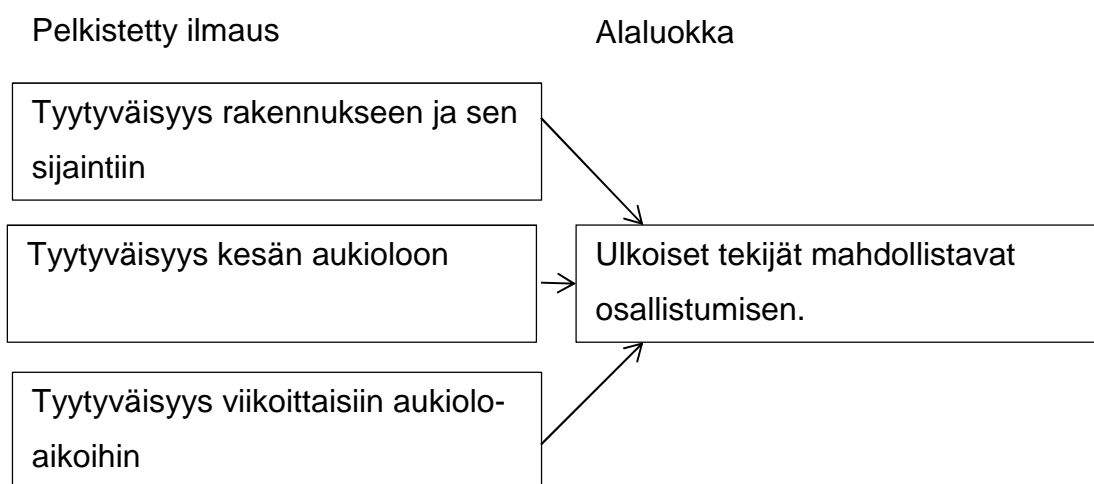 Pelkistetty ilmaus
Alaluokka
Tyytyväisyys rakennukseen ja sen
sijaintiin
Tyytyväisyys kesän aukioloon
Ulkoiset tekijät mahdollistavat
osallistumisen.
Tyytyväisyys viikoittaisiin aukiolo-
aikoihin